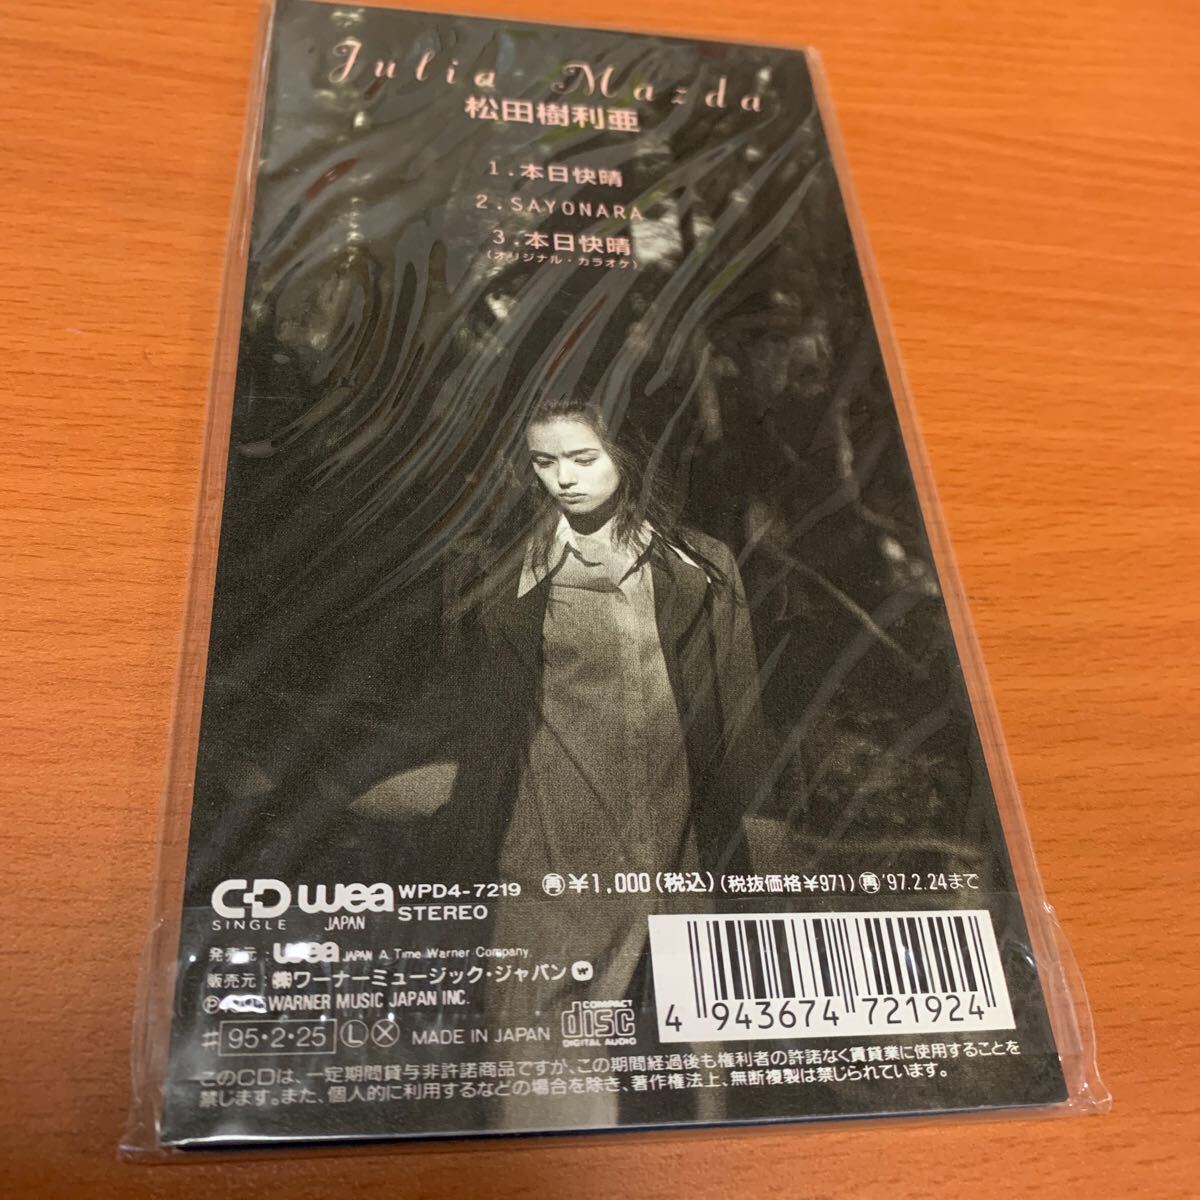 Julia Mazda
松田樹利亜
1.本日快晴
2.SAYONARA
3.本日快晴
(オリジナル・カラオケ)
CD wea WPD4-7219 再¥1,000(税込)(税抜価格¥971)再'97.2.24まで
SINGLE JAPAN STEREO
発売元:wea JAPAN A Time Warner Company.
販売元:㈱ワーナーミュージック・ジャパン
Ⓟ1995 WARNER MUSIC JAPAN INC.
♯95・2・25 Ⓛ Ⓧ MADE IN JAPAN COMPACT disc DIGITAL AUDIO
4 943674 721924
このCDは、一定期間貸与非許諾商品ですが、この期間経過後も権利者の許諾なく賃貸業に使用することを
禁じます。また、個人的に利用するなどの場合を除き、著作権法上、無断複製は禁じられています。